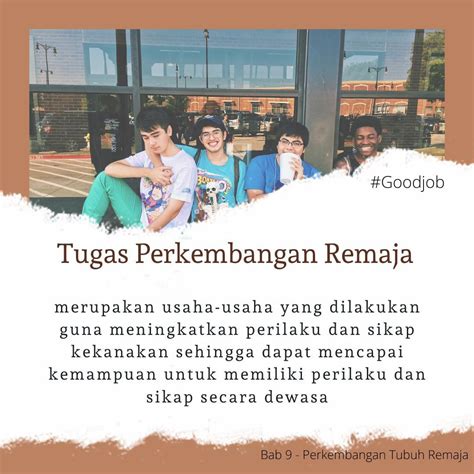 #Goodjob
Tugas Perkembangan Remaja
merupakan usaha-usaha yang dilakukan
guna meningkatkan perilaku dan sikap
kekanakan sehingga dapat mencapai
kemampuan untuk memiliki perilaku dan
sikap secara dewasa
Bab 9 - Perkembangan Tubuh Remaja